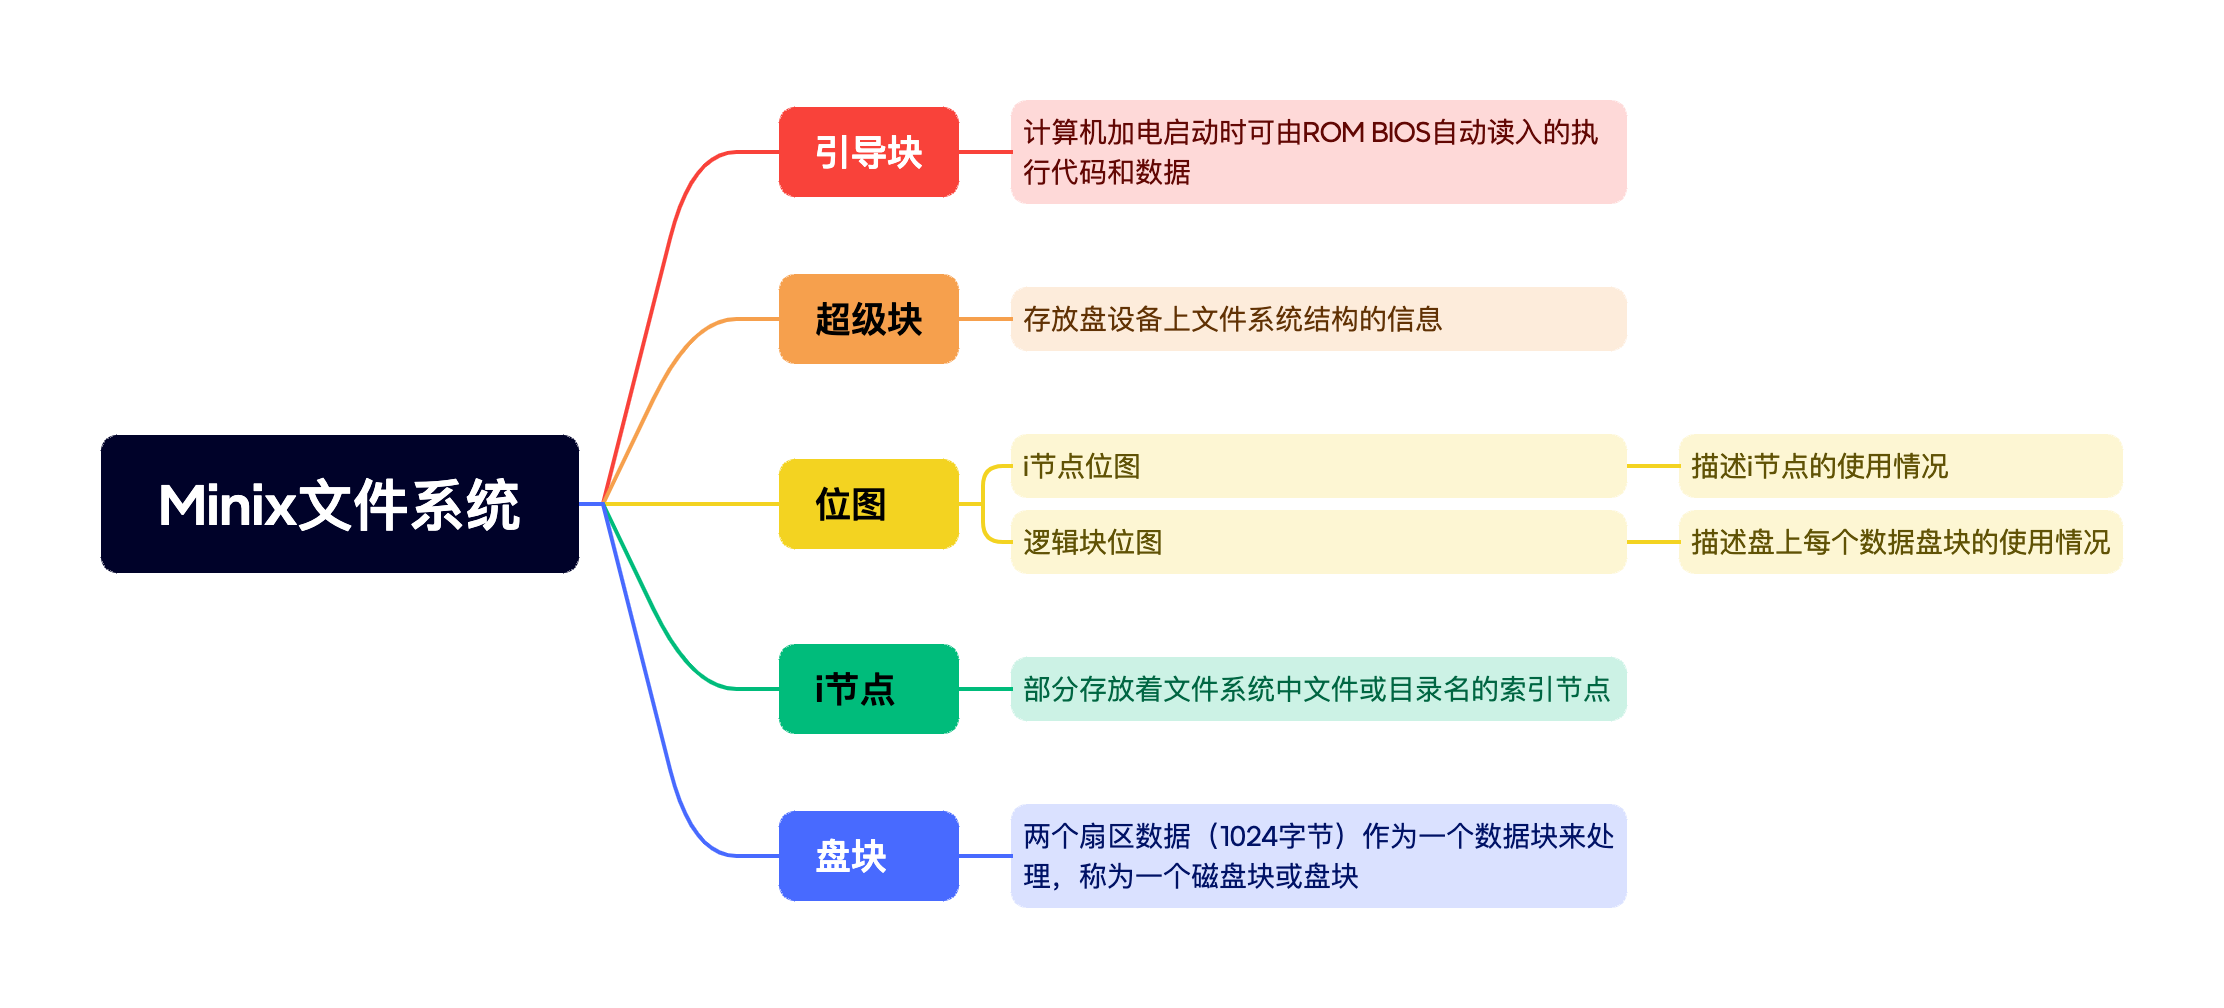 Minix文件系统
引导块
计算机加电启动时可由ROM BIOS自动读入的执
行代码和数据
超级块
存放盘设备上文件系统结构的信息
位图
i节点位图
描述i节点的使用情况
逻辑块位图
描述盘上每个数据盘块的使用情况
i节点
部分存放着文件系统中文件或目录名的索引节点
盘块
两个扇区数据（1024字节）作为一个数据块来处
理，称为一个磁盘块或盘块